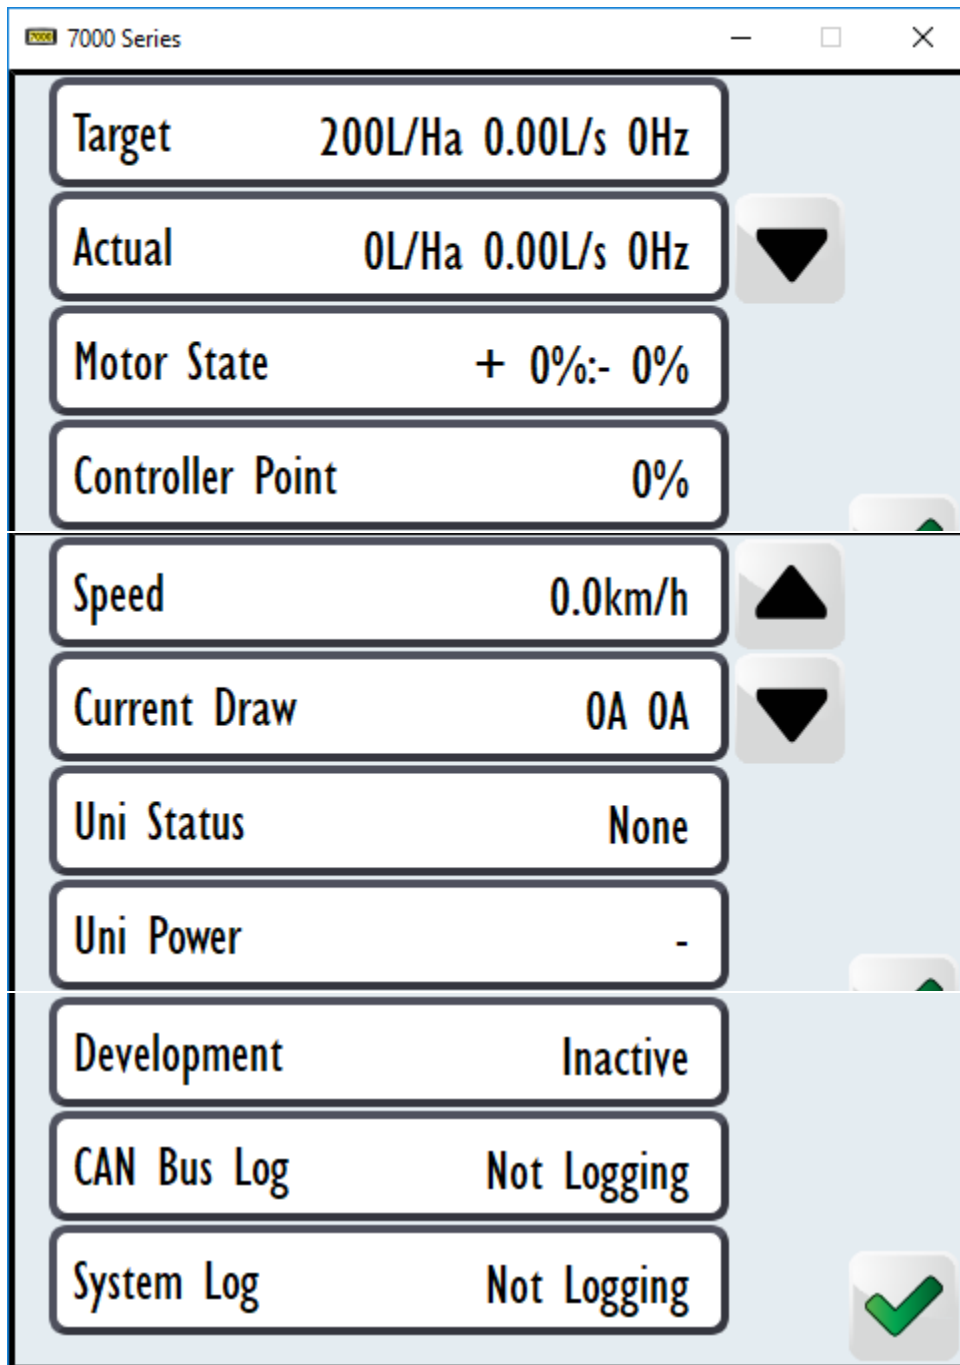 7000 7000 Series
Target 200L/Ha 0.00L/s 0Hz
Actual 0L/Ha 0.00L/s 0Hz
Motor State + 0%:- 0%
Controller Point 0%
Speed 0.0km/h
Current Draw 0A 0A
Uni Status None
Uni Power -
Development Inactive
CAN Bus Log Not Logging
System Log Not Logging